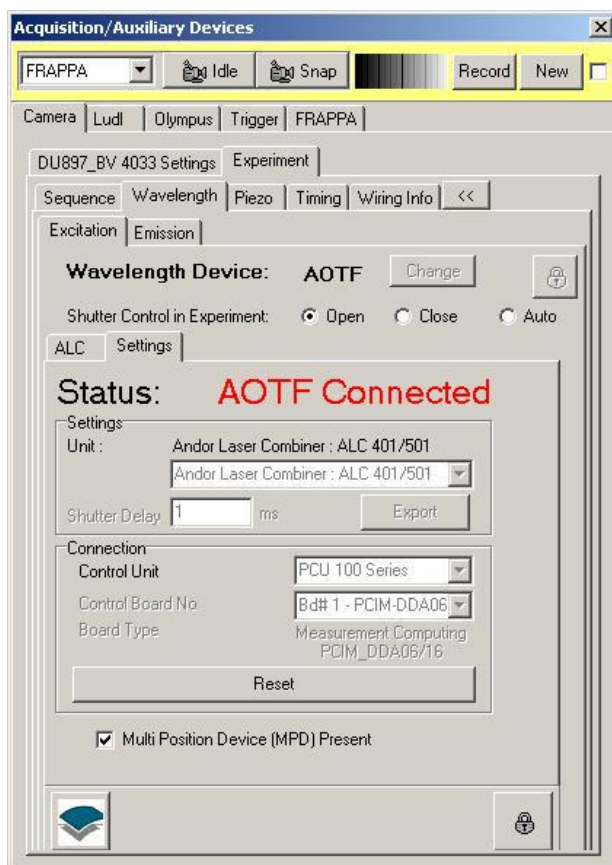 Acquisition/Auxiliary Devices
FRAPPA Idle Snap Record New
Camera Ludl Olympus Trigger FRAPPA
DU897_BV 4033 Settings Experiment
Sequence Wavelength Piezo Timing Wiring Info <<
Excitation Emission
Wavelength Device: AOTF Change
Shutter Control in Experiment: Open Close Auto
ALC Settings
Status: AOTF Connected
Settings
Unit : Andor Laser Combiner : ALC 401/501
Andor Laser Combiner : ALC 401/501
Shutter Delay 1 ms Export
Connection
Control Unit PCU 100 Series
Control Board No Bd# 1 - PCIM-DDA06
Board Type Measurement Computing
PCIM_DDA06/16
Reset
Multi Position Device (MPD) Present